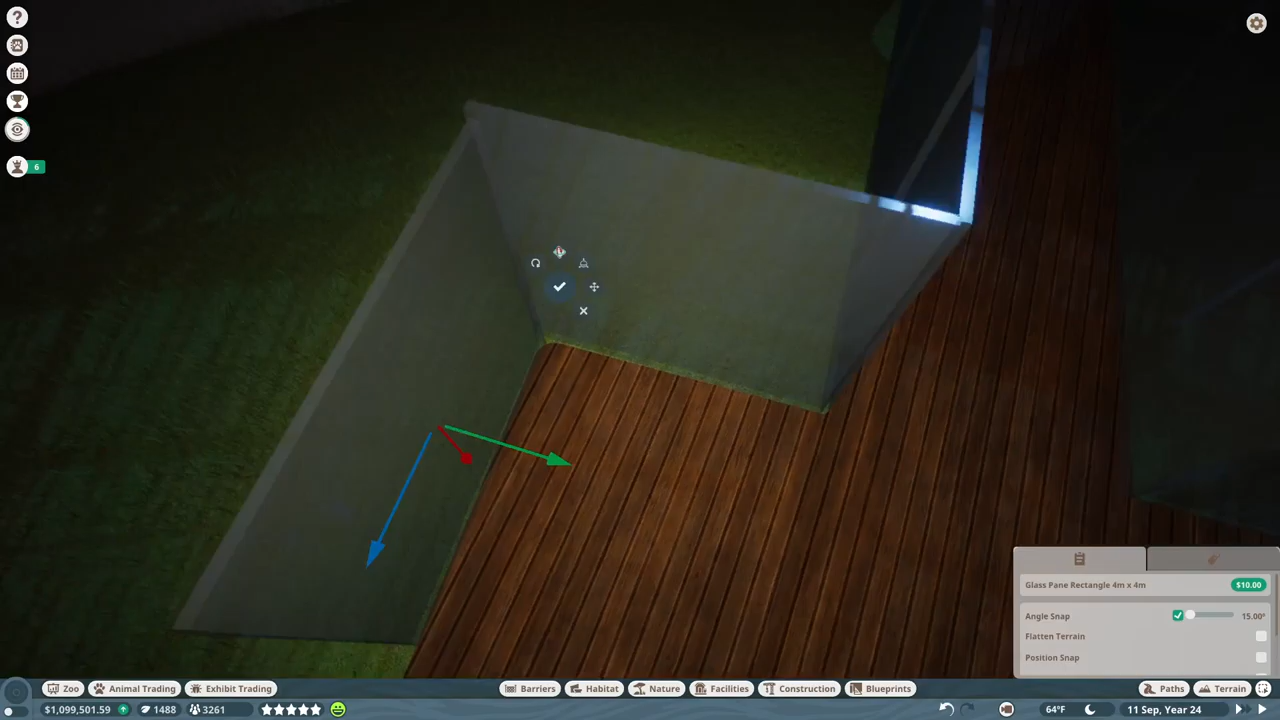 6
Glass Pane Rectangle 4m x 4m $10.00
Angle Snap 15.00°
Flatten Terrain
Position Snap
Zoo Animal Trading Exhibit Trading Barriers Habitat Nature Facilities Construction Blueprints Paths Terrain
$1,099,501.59 1488 3261 64°F 11 Sep, Year 24